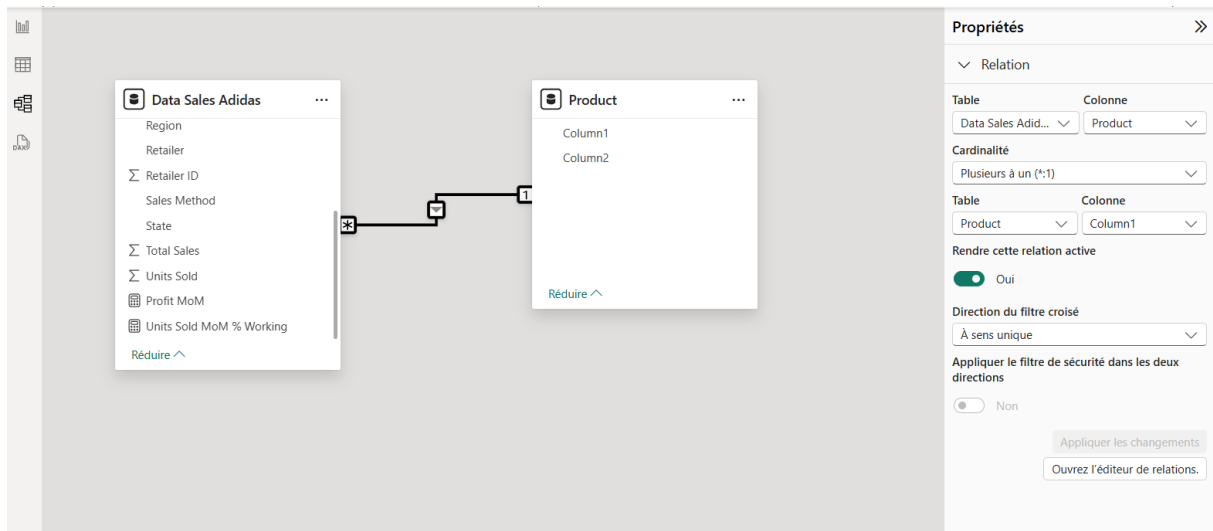 Data Sales Adidas
Region
Retailer
Retailer ID
Sales Method
State
Total Sales
Units Sold
Profit MoM
Units Sold MoM % Working
Réduire
*
1
Product
Column1
Column2
Réduire
DAX
Propriétés
Relation
Table Colonne
Data Sales Adid... Product
Cardinalité
Plusieurs à un (*:1)
Table Colonne
Product Column1
Rendre cette relation active
Oui
Direction du filtre croisé
À sens unique
Appliquer le filtre de sécurité dans les deux
directions
Non
Appliquer les changements
Ouvrez l'éditeur de relations.